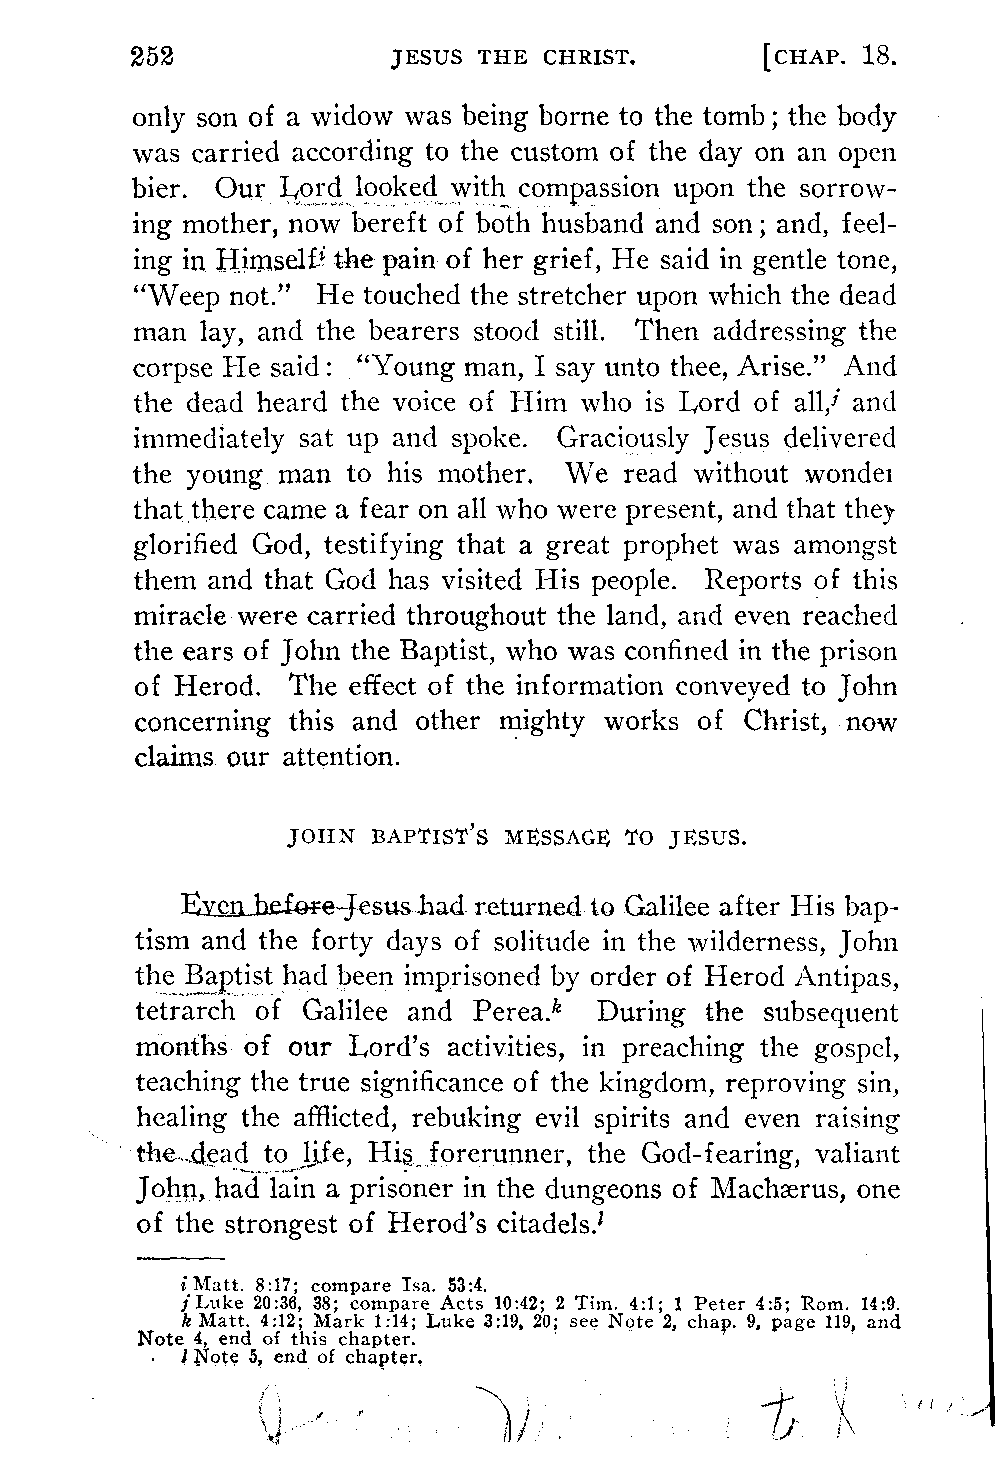 252 JESUS THE CHRIST. [CHAP. 18.
only son of a widow was being borne to the tomb; the body
was carried according to the custom of the day on an open
bier. Our Lord looked with compassion upon the sorrow-
ing mother, now bereft of both husband and son; and, feel-
ing in Himself i the pain of her grief, He said in gentle tone,
“Weep not.” He touched the stretcher upon which the dead
man lay, and the bearers stood still. Then addressing the
corpse He said: “Young man, I say unto thee, Arise.” And
the dead heard the voice of Him who is Lord of all,j and
immediately sat up and spoke. Graciously Jesus delivered
the young man to his mother. We read without wonder
that there came a fear on all who were present, and that they
glorified God, testifying that a great prophet was amongst
them and that God has visited His people. Reports of this
miracle were carried throughout the land, and even reached
the ears of John the Baptist, who was confined in the prison
of Herod. The effect of the information conveyed to John
concerning this and other mighty works of Christ, now
claims our attention.
JOHN BAPTIST'S MESSAGE TO JESUS.
Even before Jesus had returned to Galilee after His bap-
tism and the forty days of solitude in the wilderness, John
the Baptist had been imprisoned by order of Herod Antipas,
tetrarch of Galilee and Perea.k During the subsequent
months of our Lord's activities, in preaching the gospel,
teaching the true significance of the kingdom, reproving sin,
healing the afflicted, rebuking evil spirits and even raising
the dead to life, His forerunner, the God-fearing, valiant
John, had lain a prisoner in the dungeons of Machærus, one
of the strongest of Herod's citadels.l
i Matt. 8:17; compare Isa. 53:4.
j Luke 20:36, 38; compare Acts 10:42; 2 Tim. 4:1; 1 Peter 4:5; Rom. 14:9.
k Matt. 4:12; Mark 1:14; Luke 3:19, 20; see Note 2, chap. 9, page 119, and
Note 4, end of this chapter.
l Note 5, end of chapter.